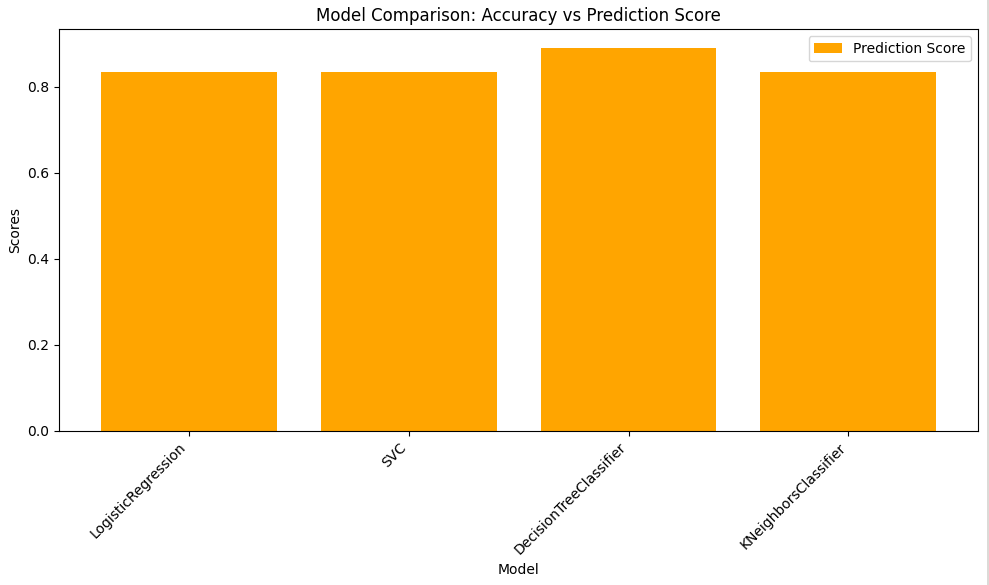 Model Comparison: Accuracy vs Prediction Score
Prediction Score
0.8
0.6
0.4
0.2
0.0
Scores
LogisticRegression
SVC
DecisionTreeClassifier
KNeighborsClassifier
Model